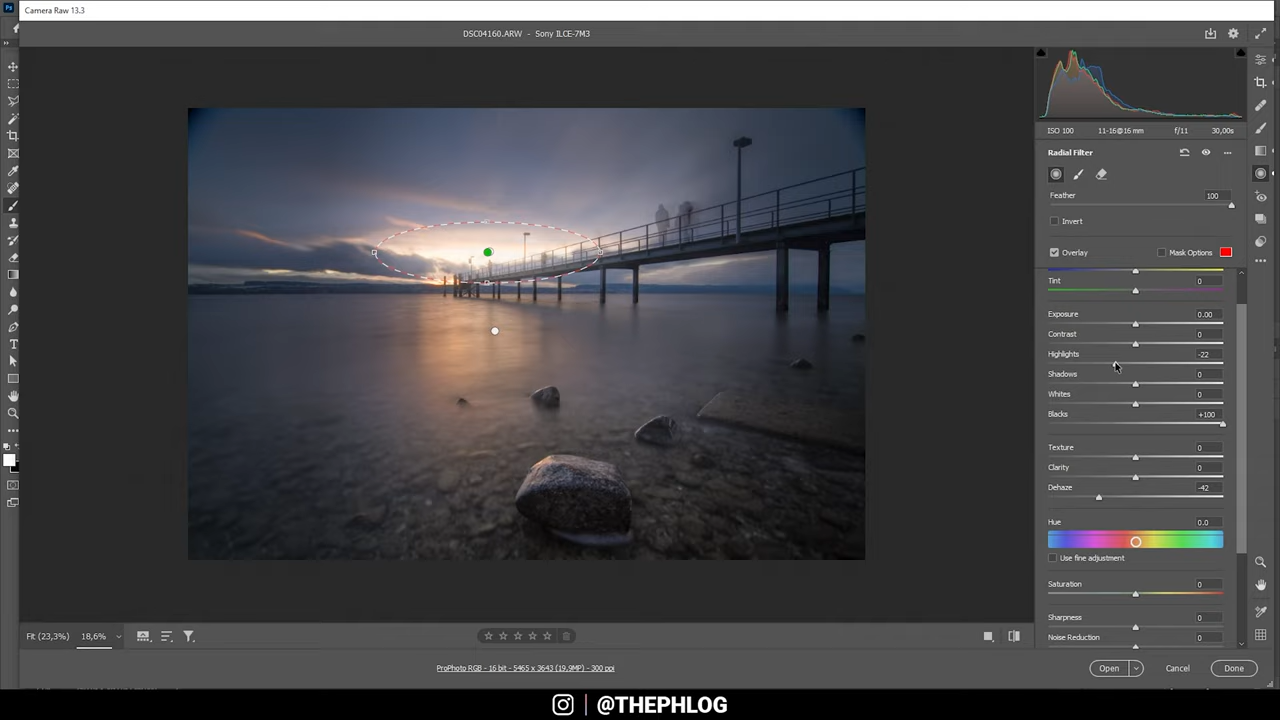 Ps
Camera Raw 13.3
DSC04160.ARW - Sony ILCE-7M3
ISO 100 11-16@16 mm f/11 30,00s
Radial Filter
Feather 100
Invert
Overlay Mask Options
Tint 0
Exposure 0.00
Contrast 0
Highlights -22
Shadows 0
Whites 0
Blacks +100
Texture 0
Clarity 0
Dehaze -42
Hue 0.0
Use fine adjustment
Saturation 0
Sharpness 0
Noise Reduction 0
Fit (23,3%) 18,6%
ProPhoto RGB - 16 bit - 5465 x 3643 (19,9MP) - 300 ppi
Open Cancel Done
@THEPHLOG